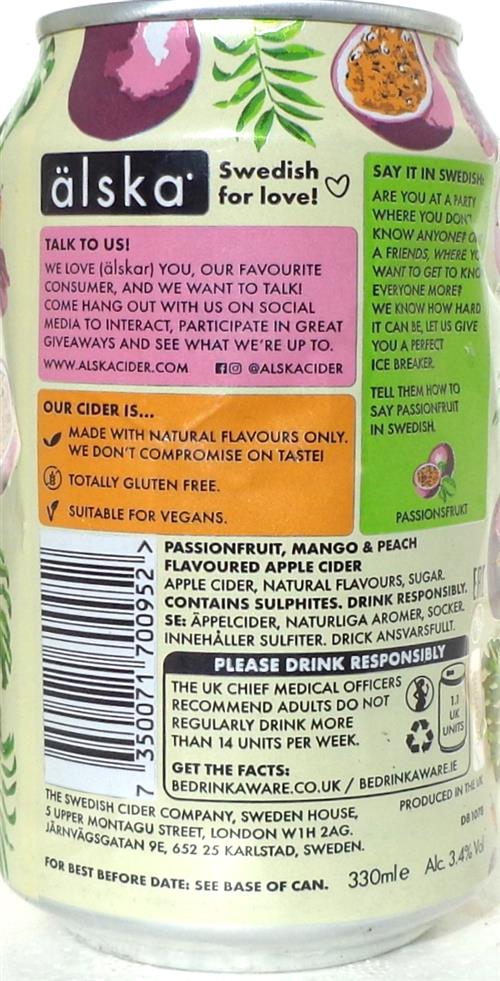 älska
Swedish
for love!
SAY IT IN SWEDISH:
ARE YOU AT A PARTY
WHERE YOU DON'T
KNOW ANYONE? OR
A FRIENDS, WHERE
WANT TO GET TO
EVERYONE MORE?
WE KNOW HOW HARD
IT CAN BE, LET US GIVE
YOU A PERFECT
ICE BREAKER.
TELL THEM HOW TO
SAY PASSIONFRUIT
IN SWEDISH.
PASSIONSFRUKT
TALK TO US!
WE LOVE (älskar) YOU, OUR FAVOURITE
CONSUMER, AND WE WANT TO TALK!
COME HANG OUT WITH US ON SOCIAL
MEDIA TO INTERACT, PARTICIPATE IN GREAT
GIVEAWAYS AND SEE WHAT WE'RE UP TO.
WWW.ALSKACIDER.COM @ALSKACIDER
OUR CIDER IS...
MADE WITH NATURAL FLAVOURS ONLY.
WE DON'T COMPROMISE ON TASTE!
TOTALLY GLUTEN FREE.
SUITABLE FOR VEGANS.
7 350071 700952 >
PASSIONFRUIT, MANGO & PEACH
FLAVOURED APPLE CIDER
APPLE CIDER, NATURAL FLAVOURS, SUGAR.
CONTAINS SULPHITES. DRINK RESPONSIBLY.
SE: ÄPPELCIDER, NATURLIGA AROMER, SOCKER.
INNEHÅLLER SULFITER. DRICK ANSVARSFULLT.
PLEASE DRINK RESPONSIBLY
THE UK CHIEF MEDICAL OFFICERS
RECOMMEND ADULTS DO NOT
REGULARLY DRINK MORE
THAN 14 UNITS PER WEEK.
1.1
UK
UNITS
GET THE FACTS:
BEDRINKAWARE.CO.UK / BEDRINKAWARE.IE
PRODUCED IN THE UK
THE SWEDISH CIDER COMPANY, SWEDEN HOUSE,
5 UPPER MONTAGU STREET, LONDON W1H 2AG.
JÄRNVÄGSGATAN 9E, 652 25 KARLSTAD, SWEDEN.
FOR BEST BEFORE DATE: SEE BASE OF CAN.
330ml e Alc. 3.4% Vol